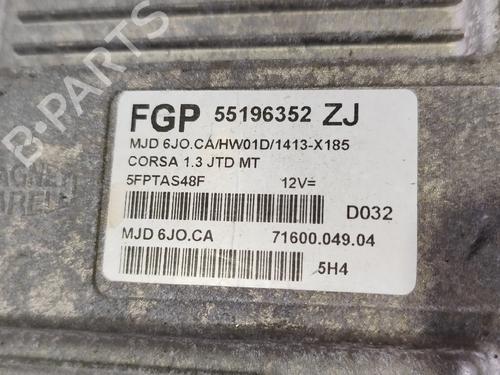 FGP 55196352 ZJ
MJD 6JO.CA/HW01D/1413-X185
CORSA 1.3 JTD MT
5FPTAS48F 12V=
D032
MJD 6JO.CA 71600.049.04
5H4